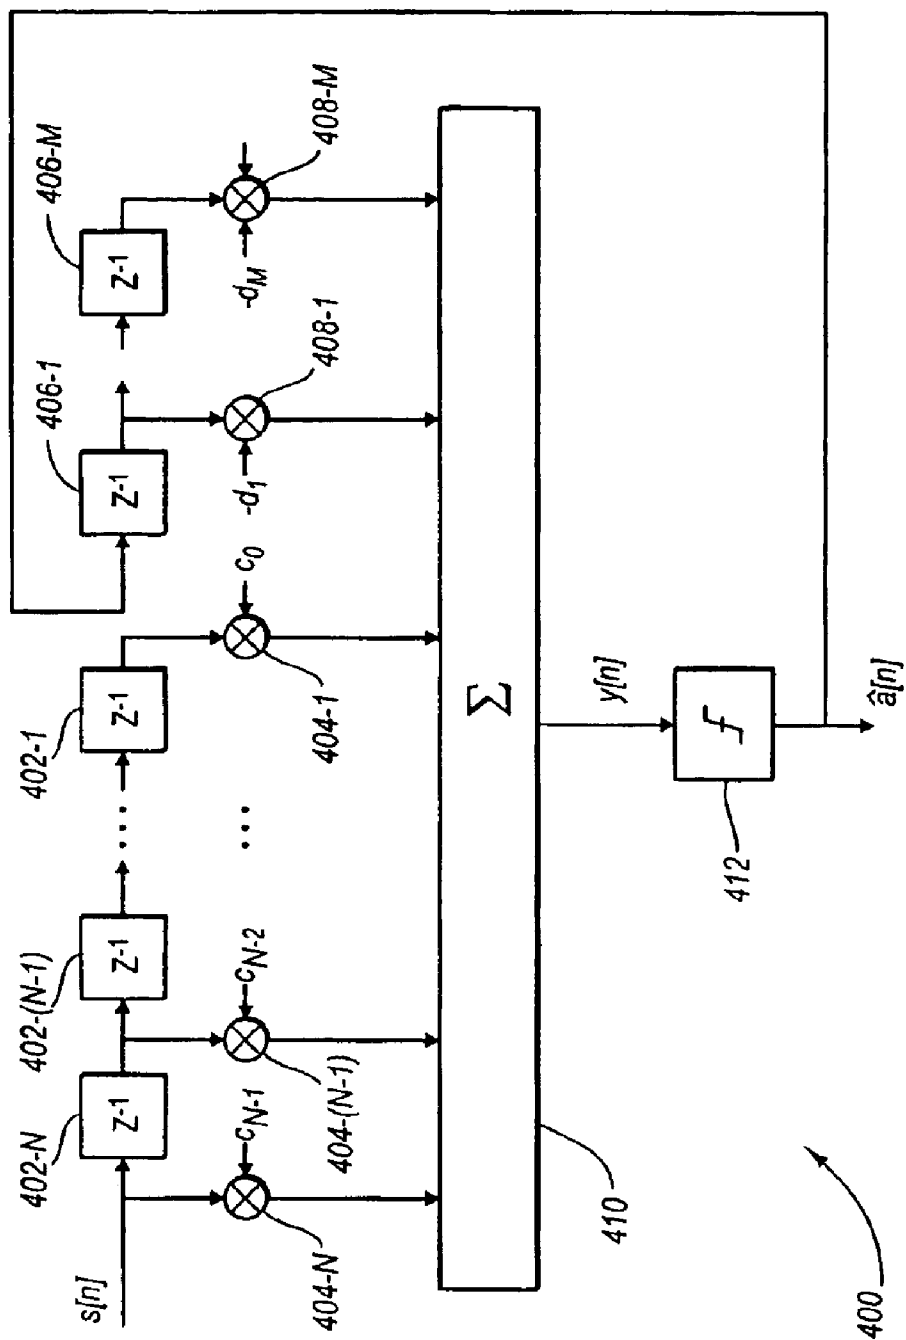 s[n]
402-N
402-(N-1)
402-1
406-1
406-M
Z-1
Z-1
...
Z-1
Z-1
Z-1
cN-1
cN-2
...
c0
-d1
-dM
404-N
404-(N-1)
404-1
408-1
408-M
Σ
410
y[n]
412
â[n]
400